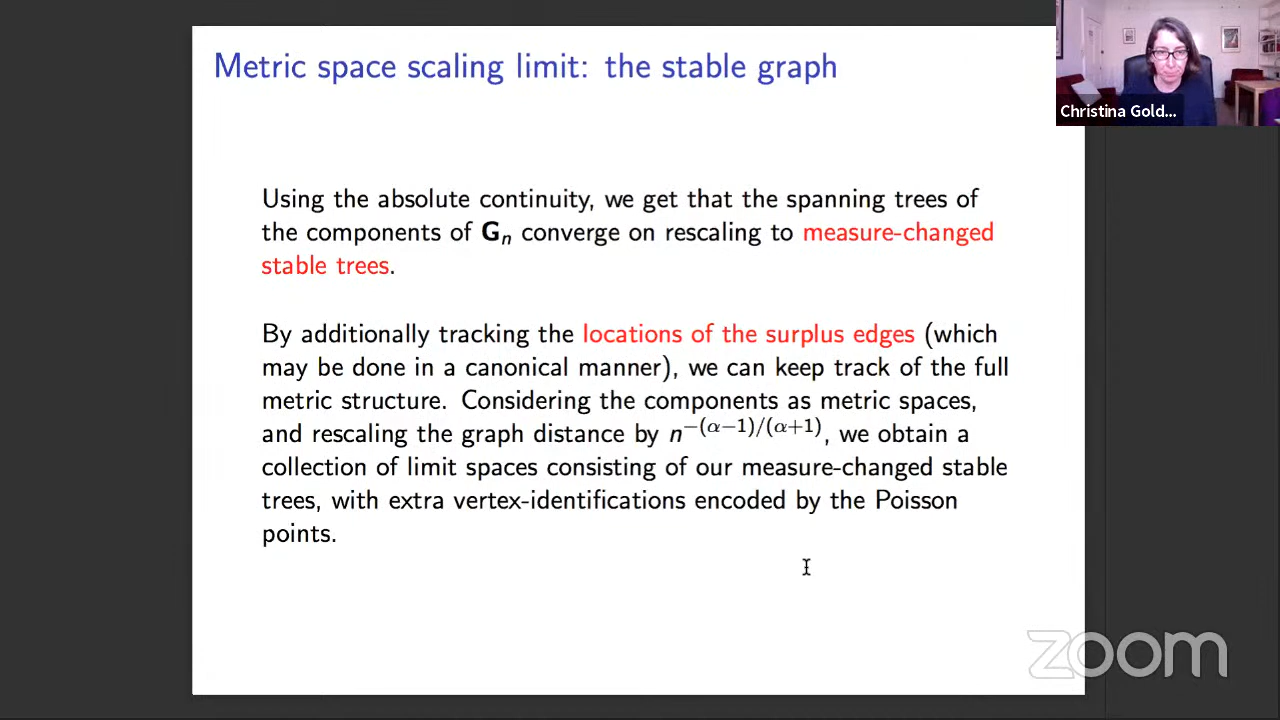 Metric space scaling limit: the stable graph
Christina Gold...
Using the absolute continuity, we get that the spanning trees of
the components of Gₙ converge on rescaling to measure-changed
stable trees.
By additionally tracking the locations of the surplus edges (which
may be done in a canonical manner), we can keep track of the full
metric structure. Considering the components as metric spaces,
and rescaling the graph distance by n^{−(α−1)/(α+1)}, we obtain a
collection of limit spaces consisting of our measure-changed stable
trees, with extra vertex-identifications encoded by the Poisson
points.
zoom